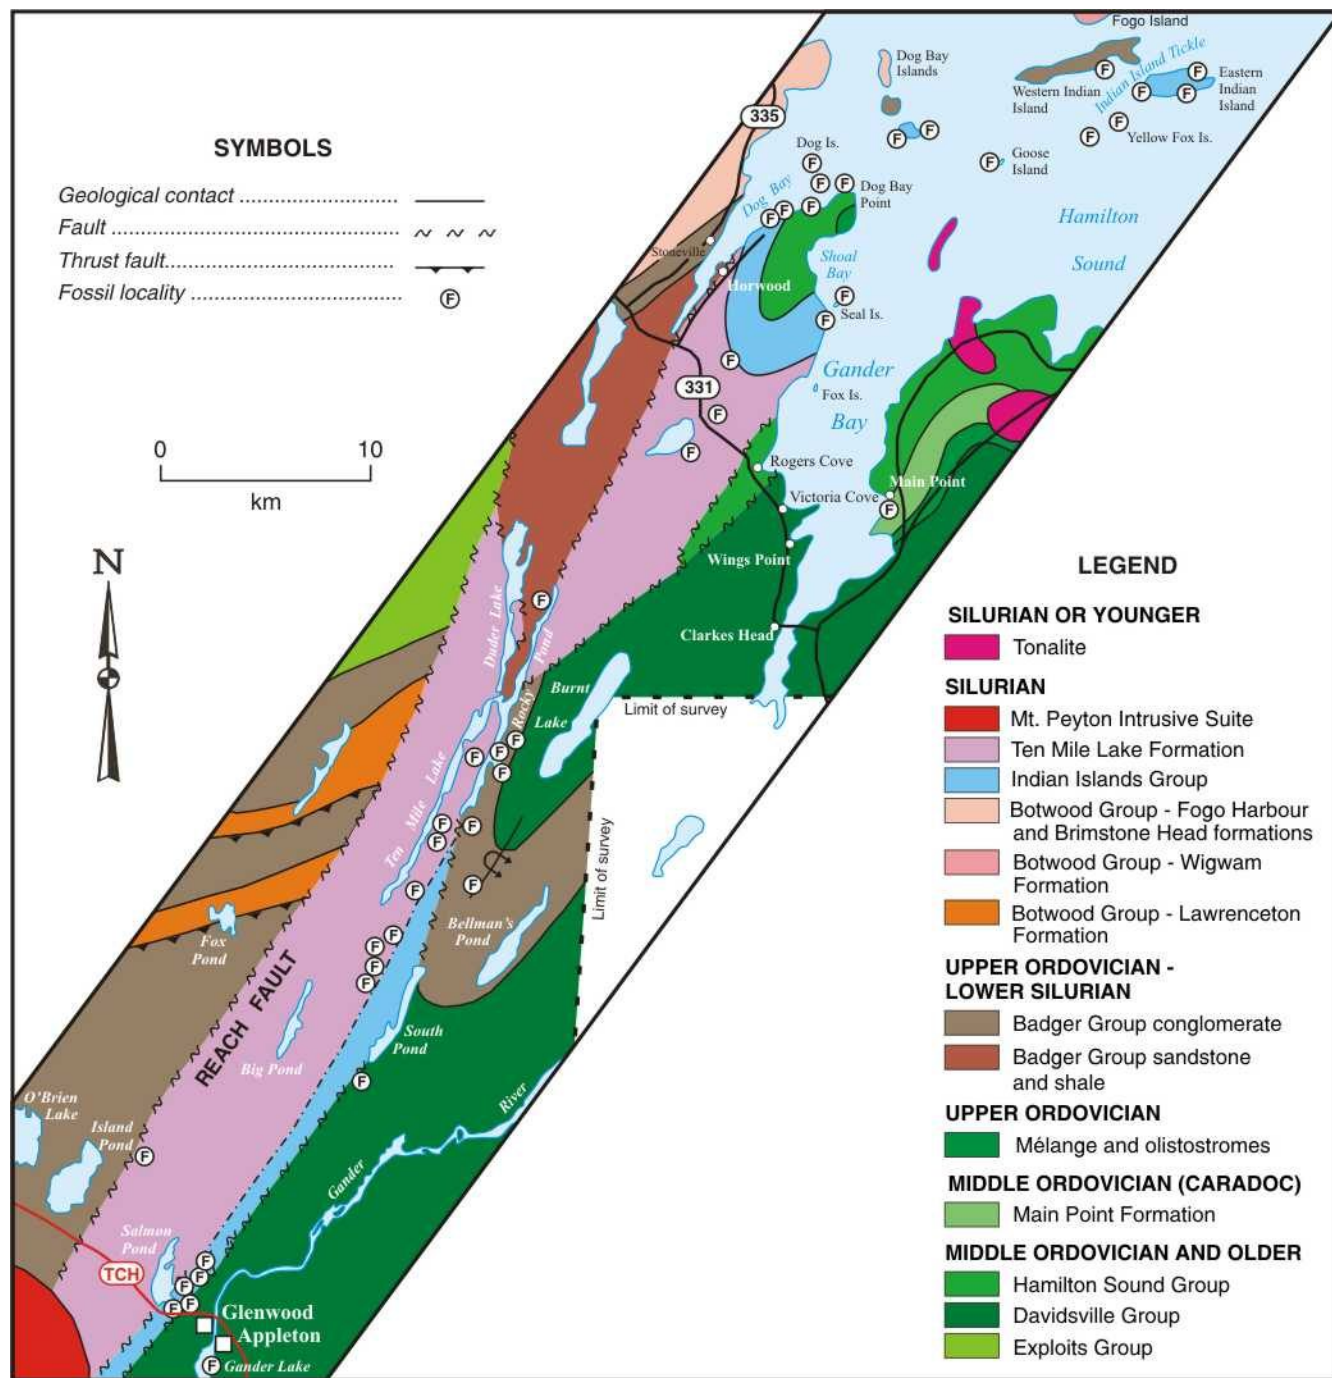 Fogo Island
Dog Bay
Islands
Indian Island Tickle
Western Indian
Island
Eastern
Indian
Island
335
Yellow Fox Is.
SYMBOLS
Dog Is.
Goose
Island
Geological contact
Dog Bay
Dog Bay
Point
Hamilton
Sound
Fault
Stoneville
Thrust fault
Shoal
Bay
Fossil locality
F
Horwood
Seal Is.
Gander
Bay
331
Fox Is.
0 10
km
Rogers Cove
Main Point
Victoria Cove
N
Wings Point
LEGEND
Clarkes Head
SILURIAN OR YOUNGER
Tonalite
Duder Lake
Rocky Pond
Burnt
Lake
Limit of survey
SILURIAN
Mt. Peyton Intrusive Suite
Ten Mile Lake Formation
Indian Islands Group
Botwood Group - Fogo Harbour
and Brimstone Head formations
Botwood Group - Wigwam
Formation
Botwood Group - Lawrenceton
Formation
Ten Mile Lake
Limit of survey
Bellman's
Pond
Fox
Pond
REACH FAULT
UPPER ORDOVICIAN -
LOWER SILURIAN
Badger Group conglomerate
Badger Group sandstone
and shale
South
Pond
Big Pond
O'Brien
Lake
Island
Pond
UPPER ORDOVICIAN
Mélange and olistostromes
Gander River
MIDDLE ORDOVICIAN (CARADOC)
Main Point Formation
Salmon
Pond
TCH
MIDDLE ORDOVICIAN AND OLDER
Hamilton Sound Group
Davidsville Group
Exploits Group
Glenwood
Appleton
Gander Lake